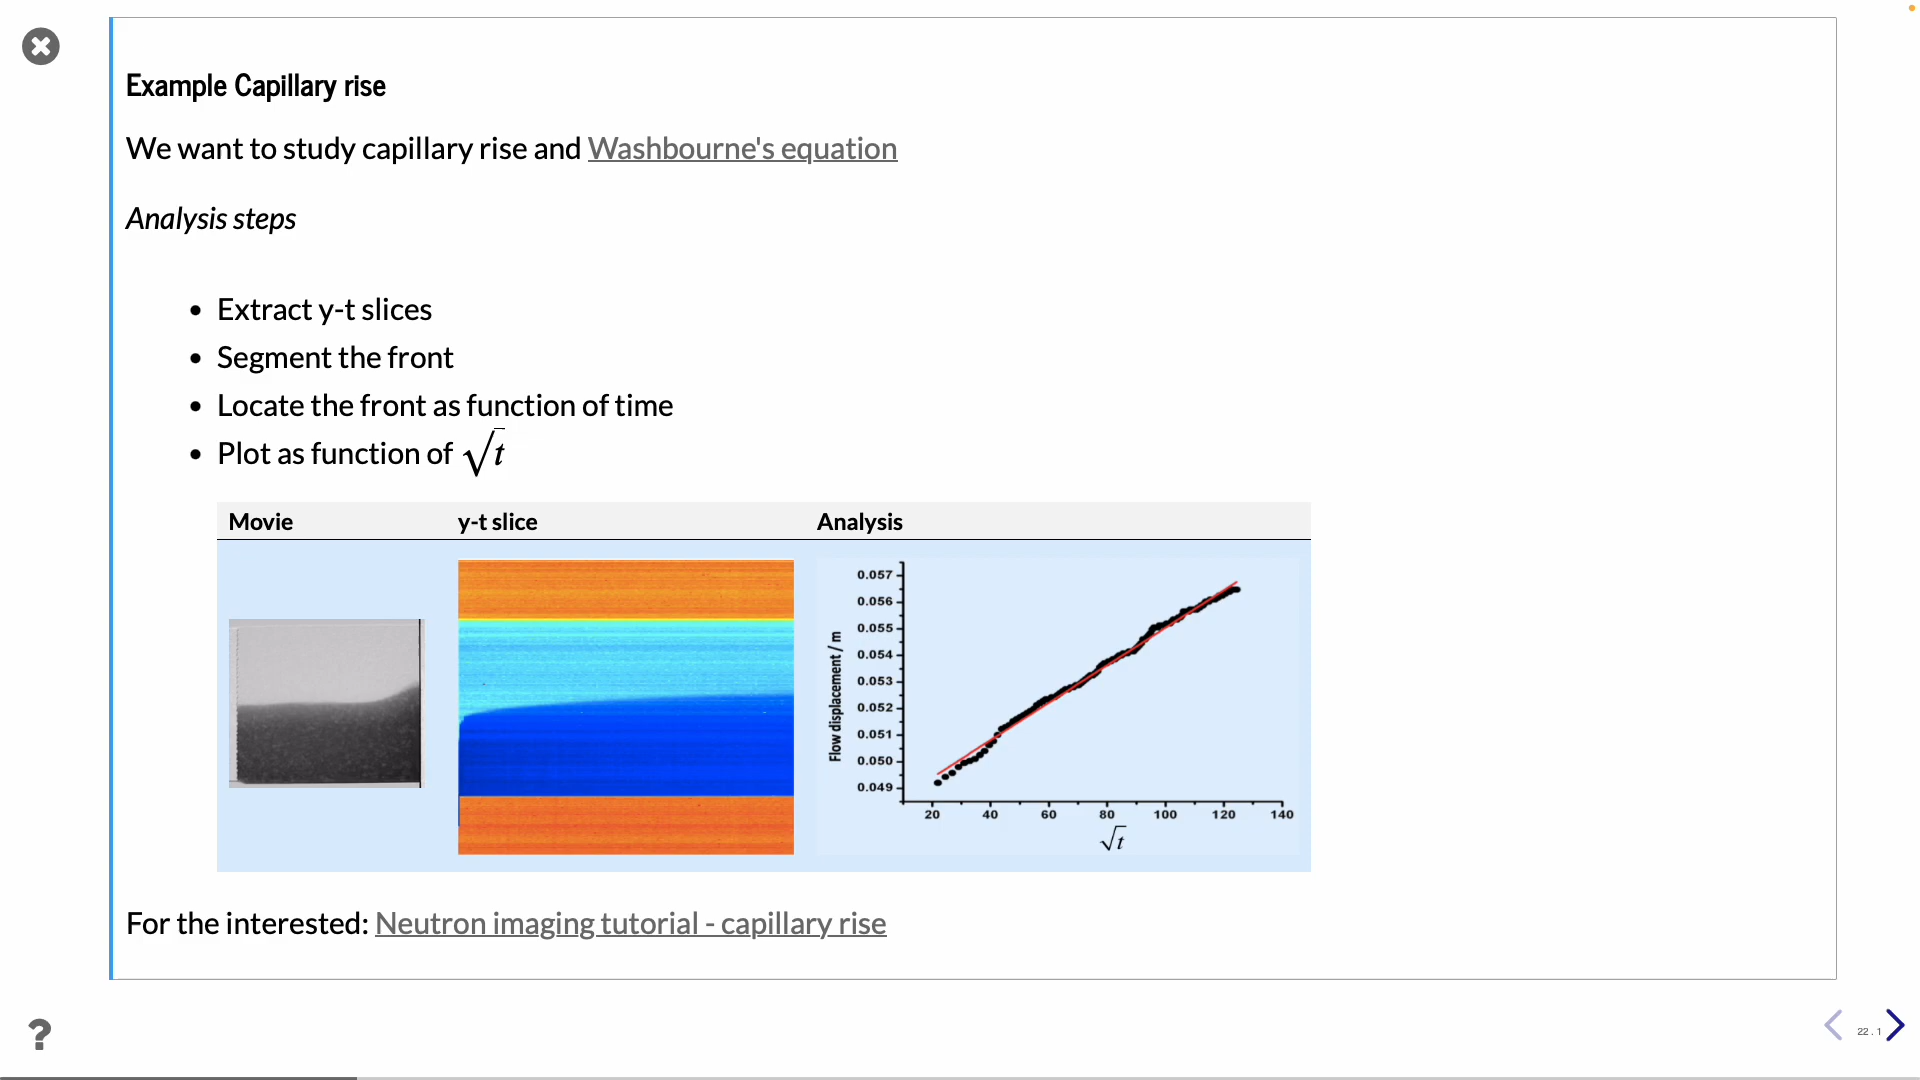 Example Capillary rise
We want to study capillary rise and Washbourne's equation
Analysis steps
• Extract y-t slices
• Segment the front
• Locate the front as function of time
• Plot as function of √t
Movie y-t slice Analysis
0.057
0.056
0.055
0.054
0.053
0.052
0.051
0.050
0.049
Flow displacement / m
20 40 60 80 100 120 140
√t
For the interested: Neutron imaging tutorial - capillary rise
?
22 . 1